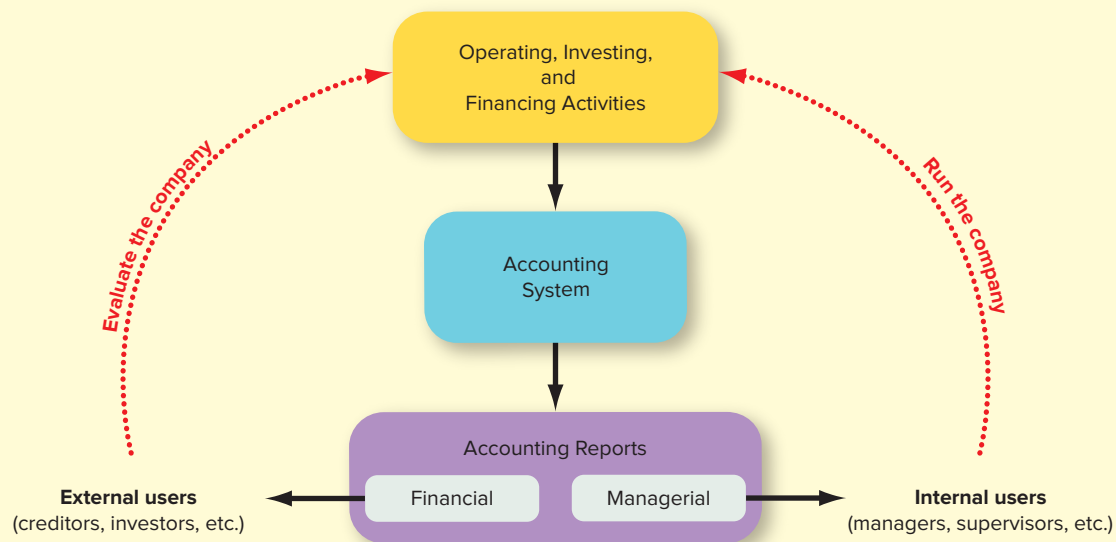 Operating, Investing,
and
Financing Activities
Evaluate the company
Run the company
Accounting
System
Accounting Reports
Financial
Managerial
External users
(creditors, investors, etc.)
Internal users
(managers, supervisors, etc.)